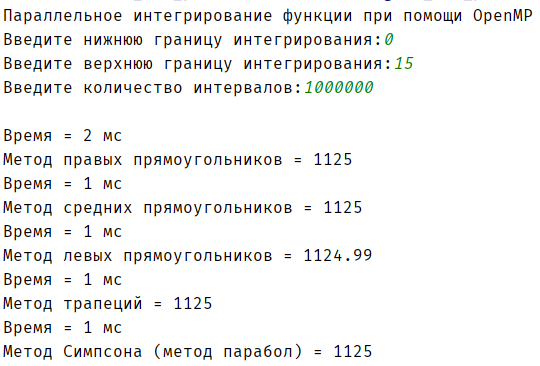 Параллельное интегрирование функции при помощи OpenMP
Введите нижнюю границу интегрирования:0
Введите верхнюю границу интегрирования:15
Введите количество интервалов:1000000
Время = 2 мс
Метод правых прямоугольников = 1125
Время = 1 мс
Метод средних прямоугольников = 1125
Время = 1 мс
Метод левых прямоугольников = 1124.99
Время = 1 мс
Метод трапеций = 1125
Время = 1 мс
Метод Симпсона (метод парабол) = 1125